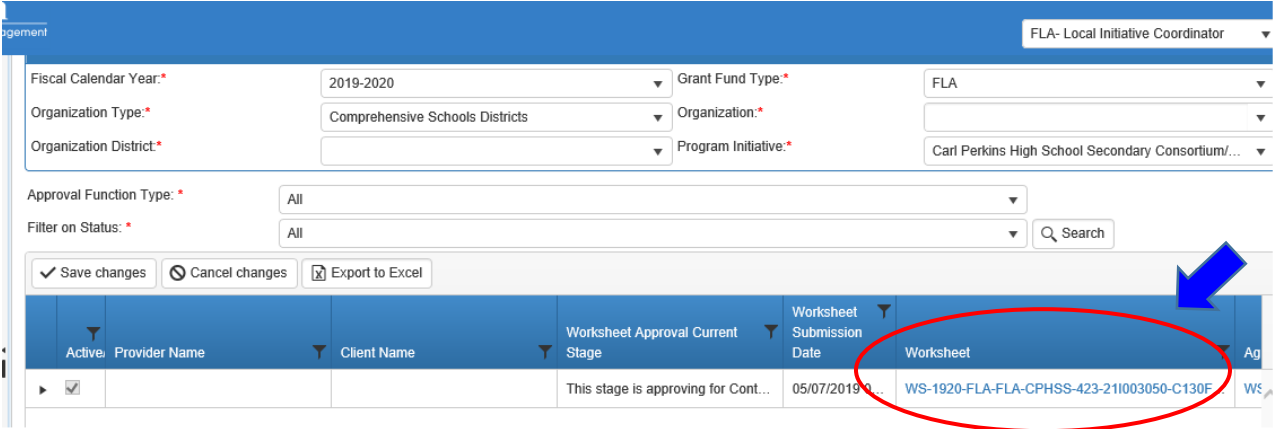 agement
FLA- Local Initiative Coordinator
Fiscal Calendar Year:* 2019-2020 Grant Fund Type:* FLA
Organization Type:* Comprehensive Schools Districts Organization:*
Organization District:* Program Initiative:* Carl Perkins High School Secondary Consortium/...
Approval Function Type: * All
Filter on Status: * All Search
Save changes Cancel changes Export to Excel
Active/ Provider Name Client Name Worksheet Approval Current Stage Worksheet Submission Date Worksheet Ag
This stage is approving for Cont... 05/07/2019 0... WS-1920-FLA-FLA-CPHSS-423-21I003050-C130F... WS